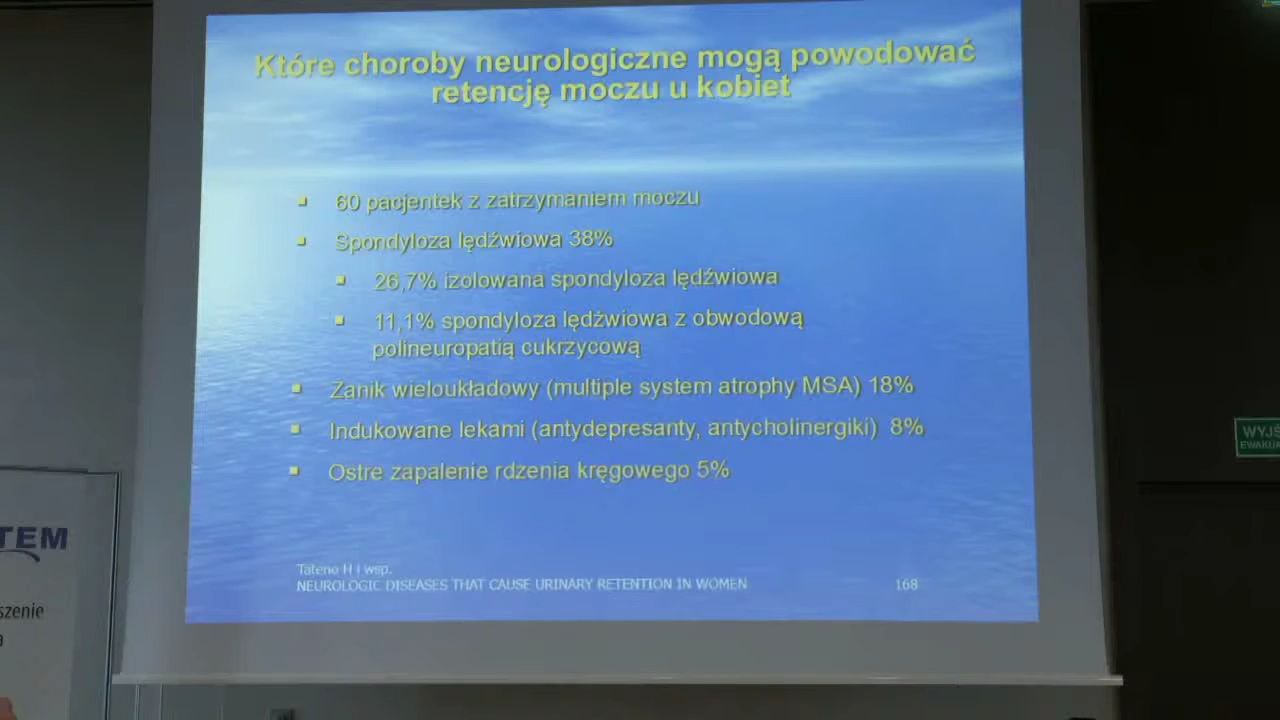 Które choroby neurologiczne mogą powodować
retencję moczu u kobiet
60 pacjentek z zatrzymaniem moczu
Spondyloza lędźwiowa 38%
26,7% izolowana spondyloza lędźwiowa
11,1% spondyloza lędźwiowa z obwodową
polineuropatią cukrzycową
Zanik wieloukładowy (multiple system atrophy MSA) 18%
Indukowane lekami (antydepresanty, antycholinergiki) 8%
Ostre zapalenie rdzenia kręgowego 5%
Tateno H i wsp.
NEUROLOGIC DISEASES THAT CAUSE URINARY RETENTION IN WOMEN
168
TEM
szenie
a
WYJŚ
EWAKU